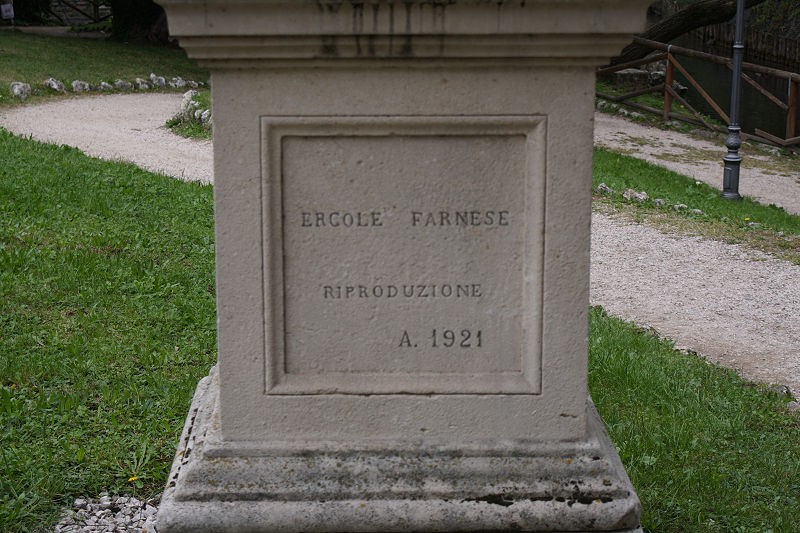 ERCOLE FARNESE
RIPRODUZIONE
A. 1921